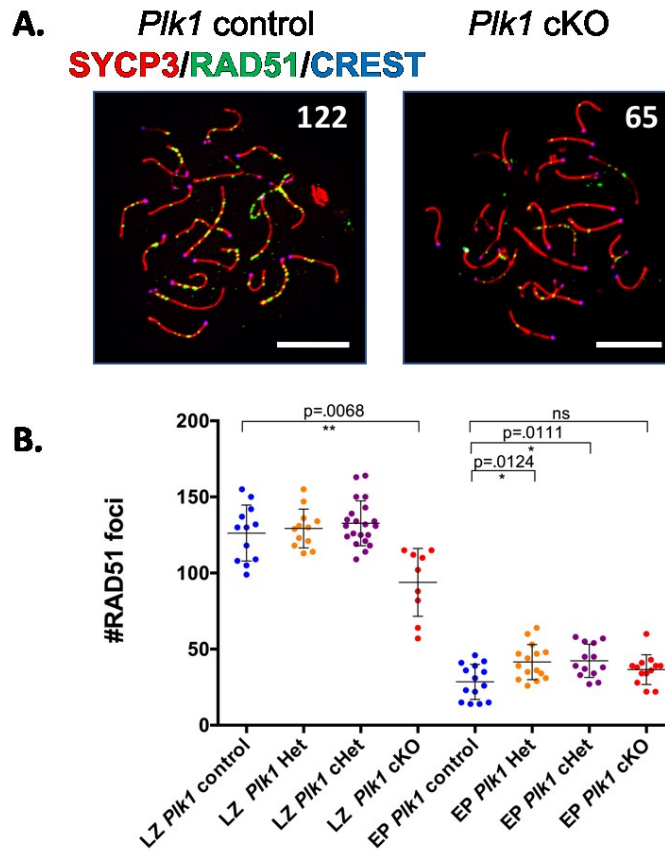 A. Plk1 control Plk1 cKO
SYCP3/RAD51/CREST
122 65
B.
200
150
100
50
0
#RAD51 foci
p=.0068
**
ns
p=.0111
*
p=.0124
*
LZ Plk1 control
LZ Plk1 Het
LZ Plk1 cHet
LZ Plk1 cKO
EP Plk1 control
EP Plk1 Het
EP Plk1 cHet
EP Plk1 cKO